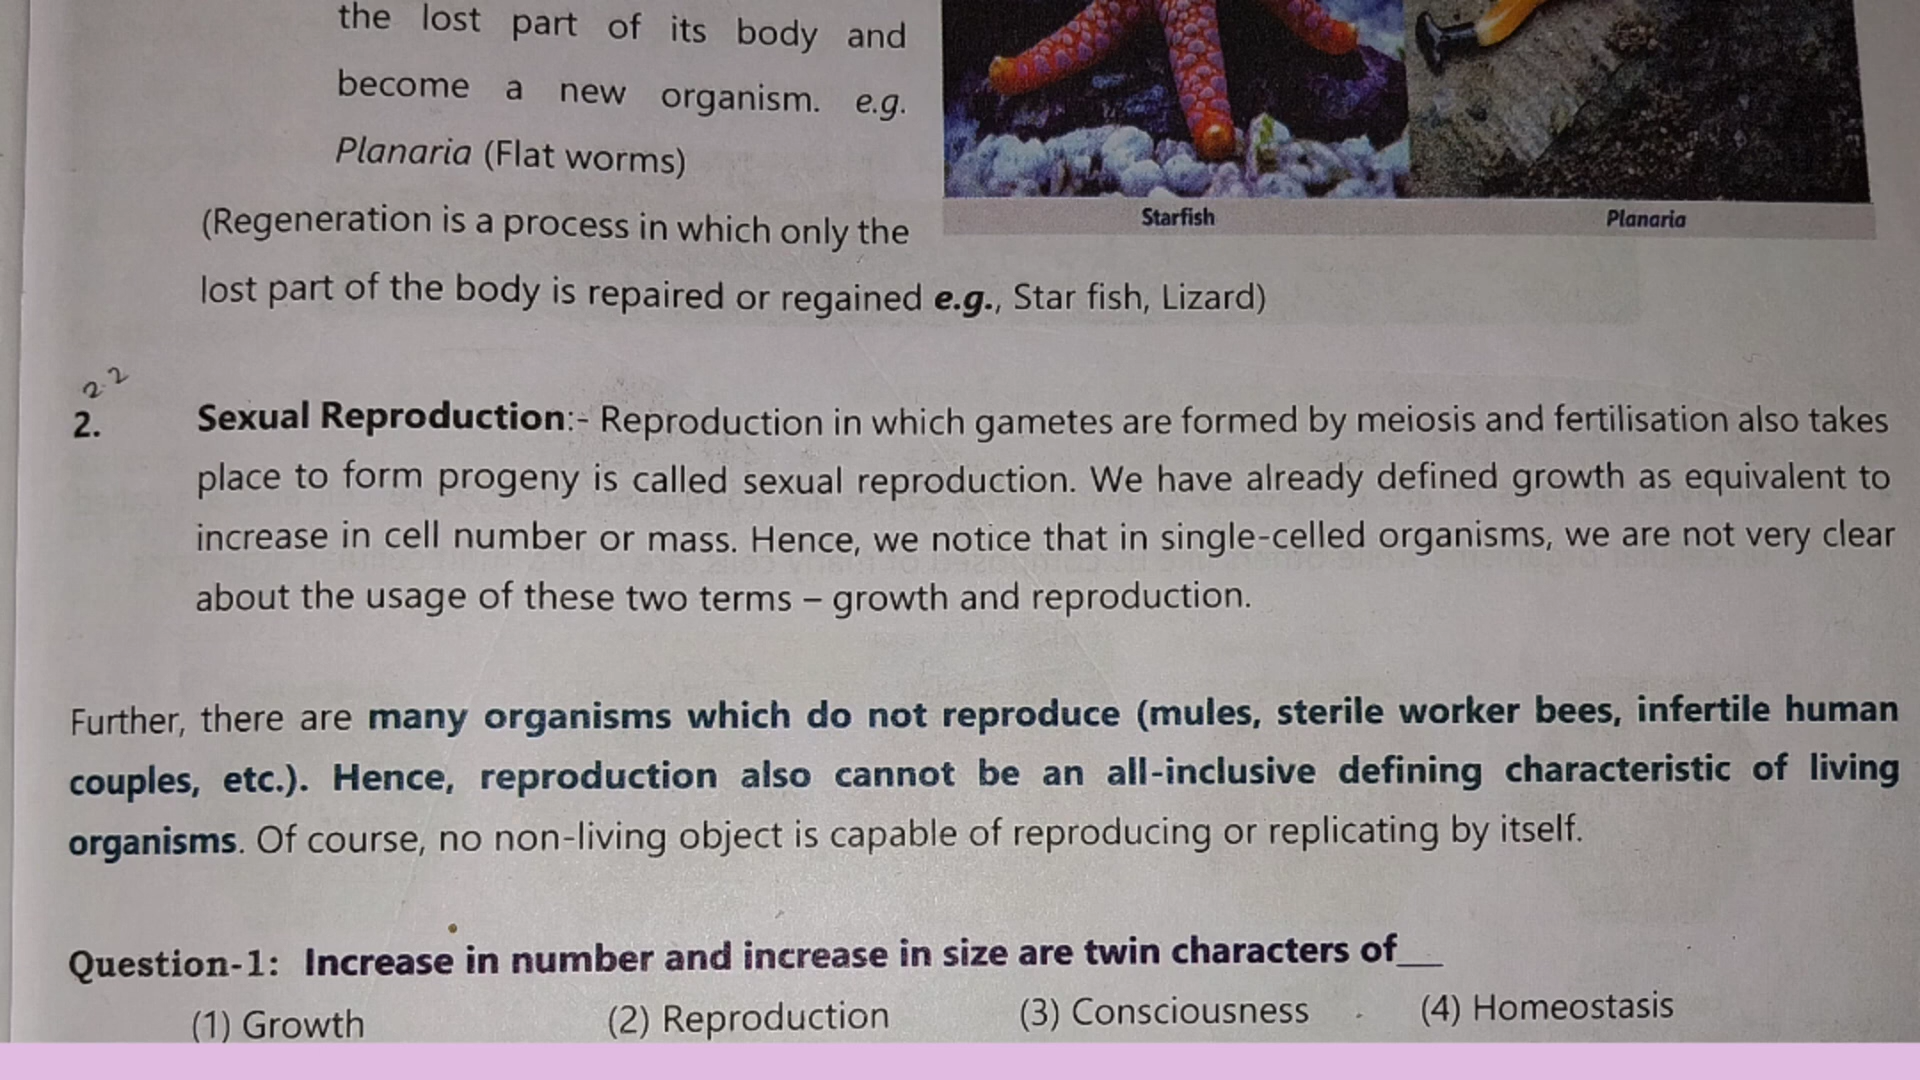 the lost part of its body and
become a new organism. e.g.
Planaria (Flat worms)
Starfish
Planaria
(Regeneration is a process in which only the
lost part of the body is repaired or regained e.g., Star fish, Lizard)
2.2
2. Sexual Reproduction:- Reproduction in which gametes are formed by meiosis and fertilisation also takes
place to form progeny is called sexual reproduction. We have already defined growth as equivalent to
increase in cell number or mass. Hence, we notice that in single-celled organisms, we are not very clear
about the usage of these two terms – growth and reproduction.
Further, there are many organisms which do not reproduce (mules, sterile worker bees, infertile human
couples, etc.). Hence, reproduction also cannot be an all-inclusive defining characteristic of living
organisms. Of course, no non-living object is capable of reproducing or replicating by itself.
Question-1: Increase in number and increase in size are twin characters of__
(1) Growth (2) Reproduction (3) Consciousness (4) Homeostasis